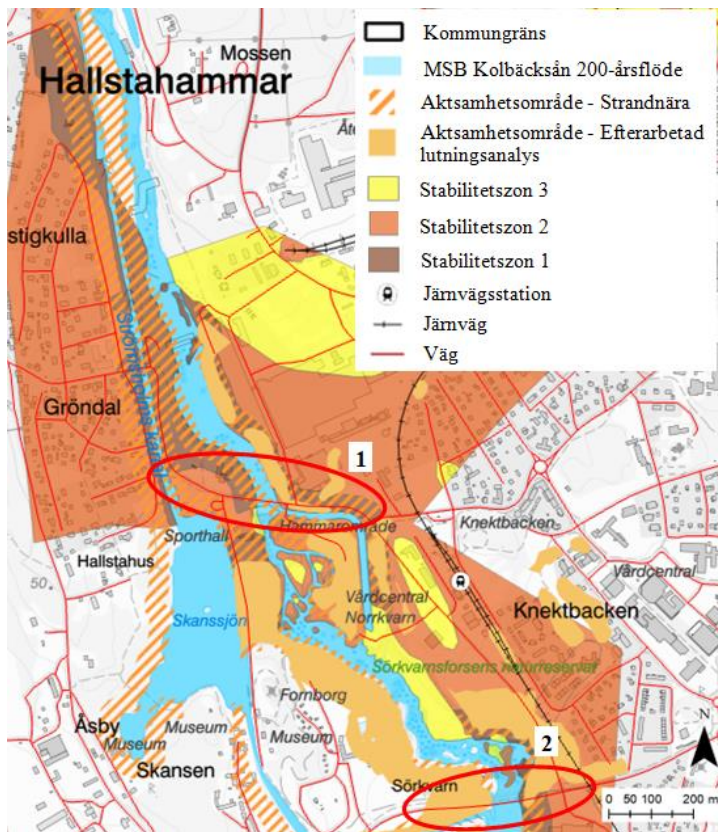 Mossen
Hallstahammar
Åte
stigkulla
Gröndal
Strömsholms kanal
Kommungräns
MSB Kolbäcksån 200-årsflöde
Aktsamhetsområde - Strandnära
Aktsamhetsområde - Efterarbetad
lutningsanalys
Stabilitetszon 3
Stabilitetszon 2
Stabilitetszon 1
Järnvägsstation
Järnväg
Väg
1
Sporthall
Hammarområde
Knektbacken
Hallstahus
50
Vårdcentral
Norrkvarn
Vårdcentral
Knektbacken
Skanssjön
Sörkvarnsforsens naturreservat
Fornborg
Åsby
Museum
Museum
Museum
Skansen
Sörkvarn
2
N
0 50 100 200 m